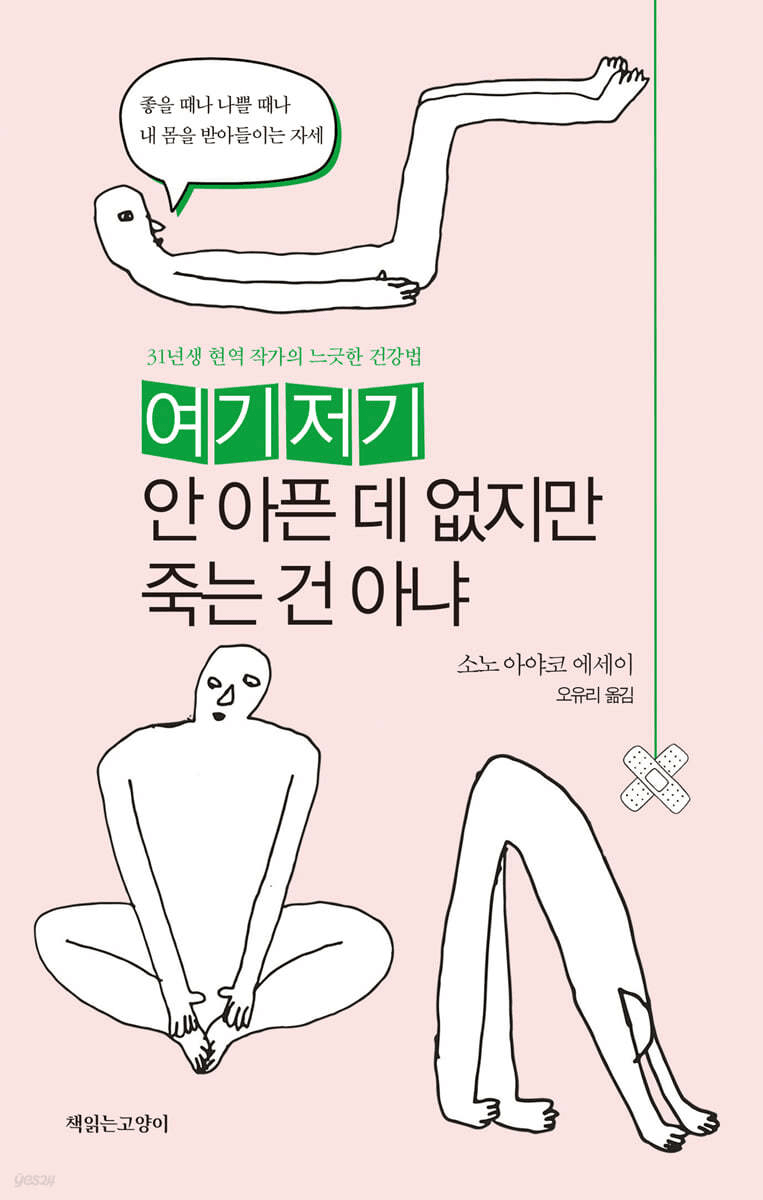 좋을 때나 나쁠 때나
내 몸을 받아들이는 자세
31년생 현역 작가의 느긋한 건강법
여기저기
안 아픈 데 없지만
죽는 건 아냐
소노 아야코 에세이
오유리 옮김
책읽는고양이
yes24